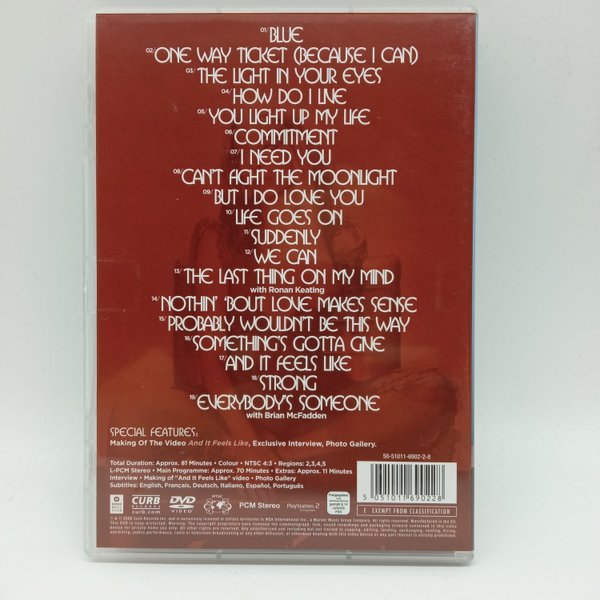 01/ BLUE
02/ ONE WAY TICKET (BECAUSE I CAN)
03/ THE LIGHT IN YOUR EYES
04/ HOW DO I LIVE
05/ YOU LIGHT UP MY LIFE
06/ COMMITMENT
07/ I NEED YOU
08/ CAN'T FIGHT THE MOONLIGHT
09/ BUT I DO LOVE YOU
10/ LIFE GOES ON
11/ SUDDENLY
12/ WE CAN
13/ THE LAST THING ON MY MIND
with Ronan Keating
14/ NOTHIN' 'BOUT LOVE MAKES SENSE
15/ PROBABLY WOULDN'T BE THIS WAY
16/ SOMETHING'S GOTTA GIVE
17/ AND IT FEELS LIKE
18/ STRONG
19/ EVERYBODY'S SOMEONE
with Brian McFadden
SPECIAL FEATURES:
Making Of The Video And It Feels Like, Exclusive Interview, Photo Gallery.
Total Duration: Approx. 81 Minutes • Colour • NTSC 4:3 • Regions: 2,3,4,5
L-PCM Stereo • Main Programme: Approx. 70 Minutes • Extras: Approx. 11 Minutes
Interview • Making of "And It Feels Like" video • Photo Gallery
Subtitles: English, Français, Deutsch, Italiano, Español, Português
50-51011-6902-2-8
5 051011 690228
CURB
RECORDS
curb.com
DVD
VIDEO
NTSC
PCM Stereo
PlayStation 2
E EXEMPT FROM CLASSIFICATION